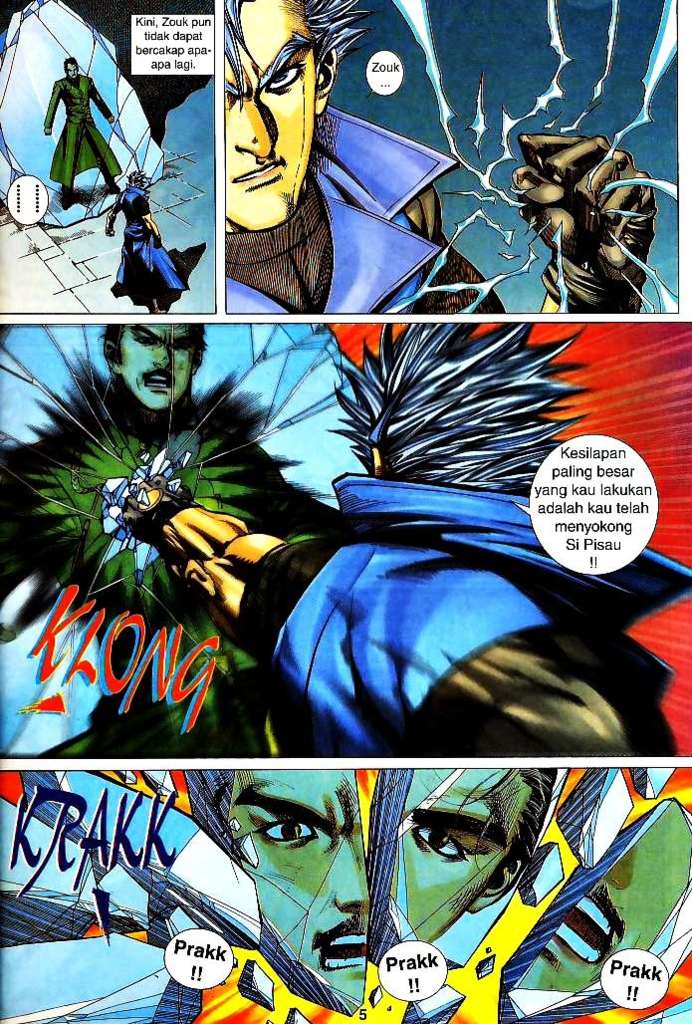 Kini, Zouk pun
tidak dapat
bercakap apa-
apa lagi.
Zouk
...
Kesilapan
paling besar
yang kau lakukan
adalah kau telah
menyokong
Si Pisau
!!
KLONG
KRAKK
!
Prakk
!!
Prakk
!!
Prakk
!!
5